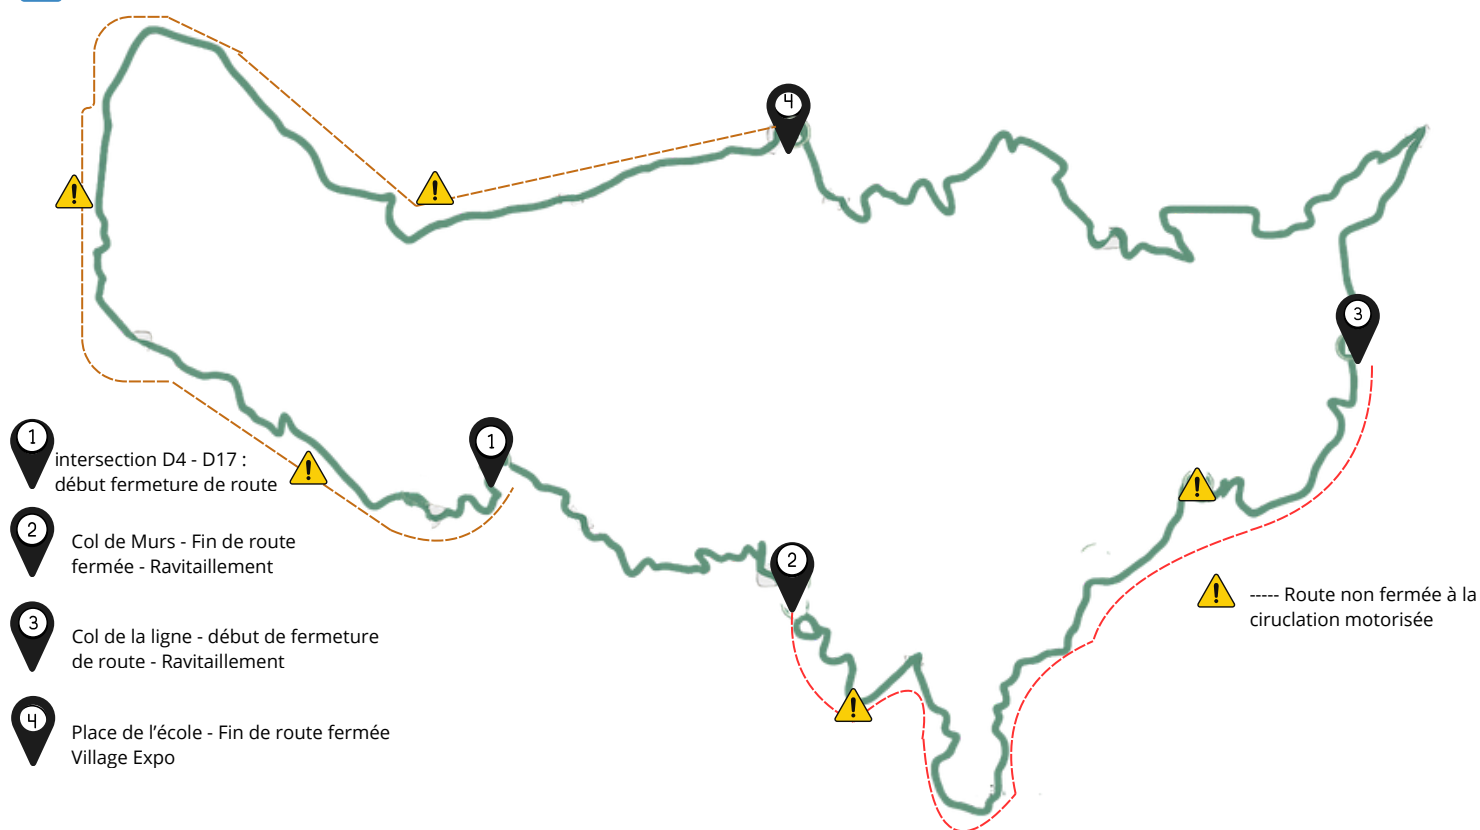 4
3
1
1
intersection D4 - D17 :
début fermeture de route
2
Col de Murs - Fin de route
fermée - Ravitaillement
2
----- Route non fermée à la
ciruclation motorisée
3
Col de la ligne - début de fermeture
de route - Ravitaillement
4
Place de l’école - Fin de route fermée
Village Expo